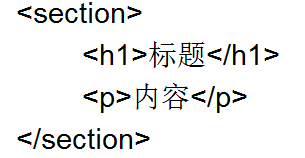 <section>
<h1>标题</h1>
<p>内容</p>
</section>